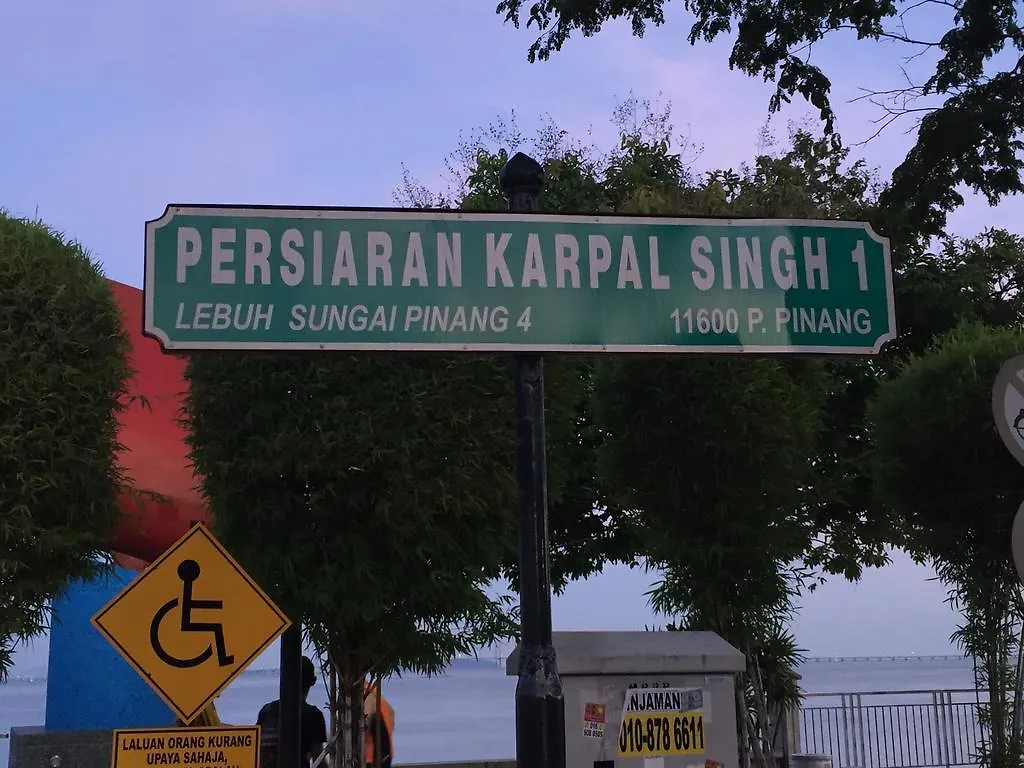 PERSIARAN KARPAL SINGH 1
LEBUH SUNGAI PINANG 4
11600 P. PINANG
LALUAN ORANG KURANG
UPAYA SAHAJA,
NJAMAN
010-878 6611